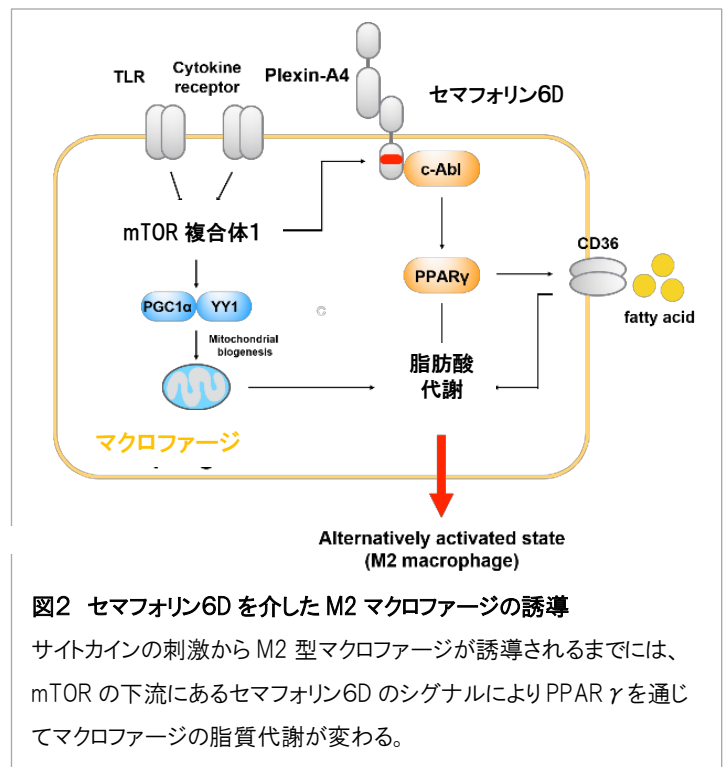 TLR
Cytokine
receptor
Plexin-A4
セマフォリン6D
c-Abl
mTOR 複合体1
CD36
PPARγ
PGC1α YY1
©
fatty acid
Mitochondrial
biogenesis
脂肪酸
代謝
マクロファージ
Alternatively activated state
(M2 macrophage)
図2 セマフォリン6D を介した M2 マクロファージの誘導
サイトカインの刺激から M2 型マクロファージが誘導されるまでには、
mTOR の下流にあるセマフォリン6D のシグナルにより PPARγを通じ
てマクロファージの脂質代謝が変わる。